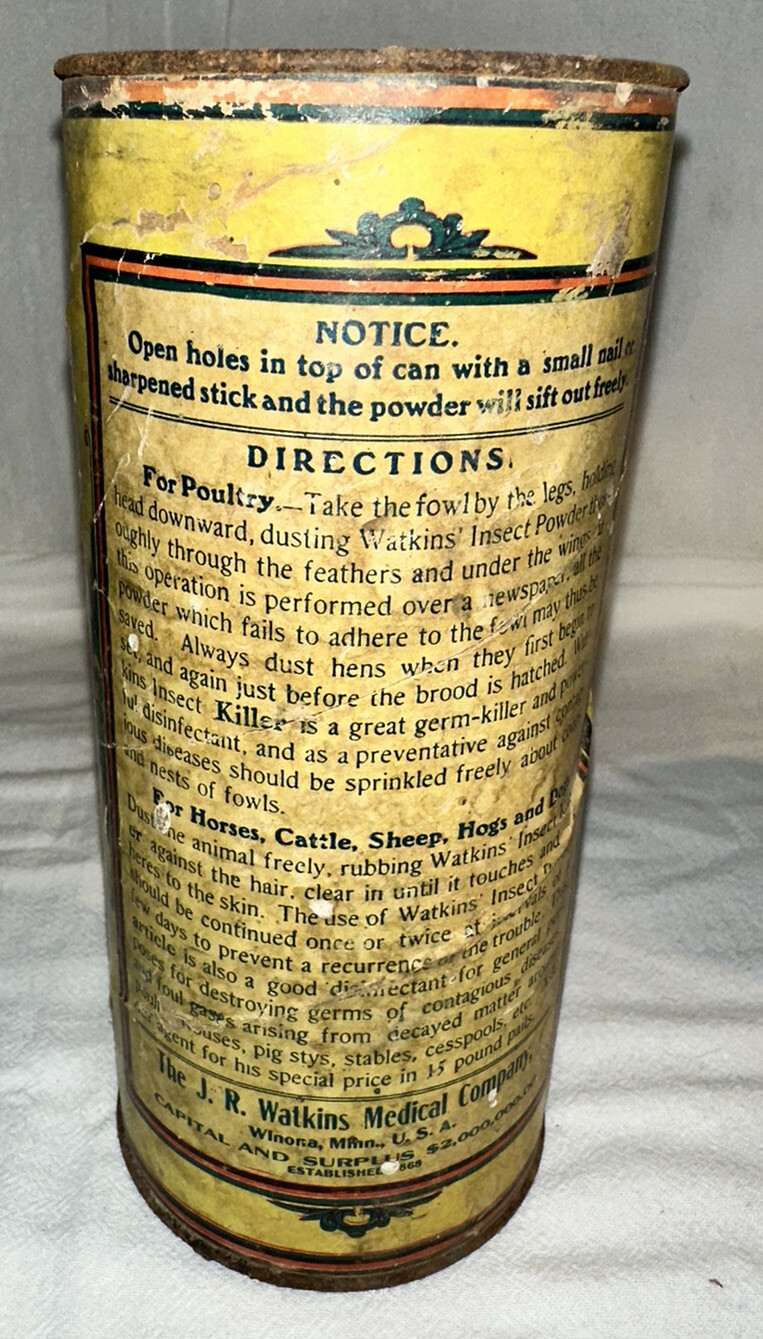 NOTICE.
Open holes in top of can with a small nail or
sharpened stick and the powder will sift out freely.
DIRECTIONS.
For Poultry.—Take the fowl by the legs, holding
head downward, dusting Watkins' Insect Powder
oughly through the feathers and under the wings. If
this operation is performed over a newspaper, all the
powder which fails to adhere to the fowl may thus be
saved. Always dust hens when they first begin to
set, and again just before the brood is hatched.
kins Insect Killer is a great germ-killer and
ful disinfectant, and as a preventative against
ious diseases should be sprinkled freely about
and nests of fowls.
For Horses, Cattle, Sheep, Hogs and
Dust the animal freely, rubbing Watkins' Insect
er against the hair, clear in until it touches and
heres to the skin. The use of Watkins' Insect
should be continued once or twice at intervals of
few days to prevent a recurrence of the trouble.
article is also a good disinfectant for general
poses for destroying germs of contagious
and foul gases arising from decayed matter
houses, pig stys, stables, cesspools, etc.
agent for his special price in 15 pound pails.
The J. R. Watkins Medical Company,
Winona, Minn., U. S. A.
CAPITAL AND SURPLUS $2,000,000.00
ESTABLISHED 1868